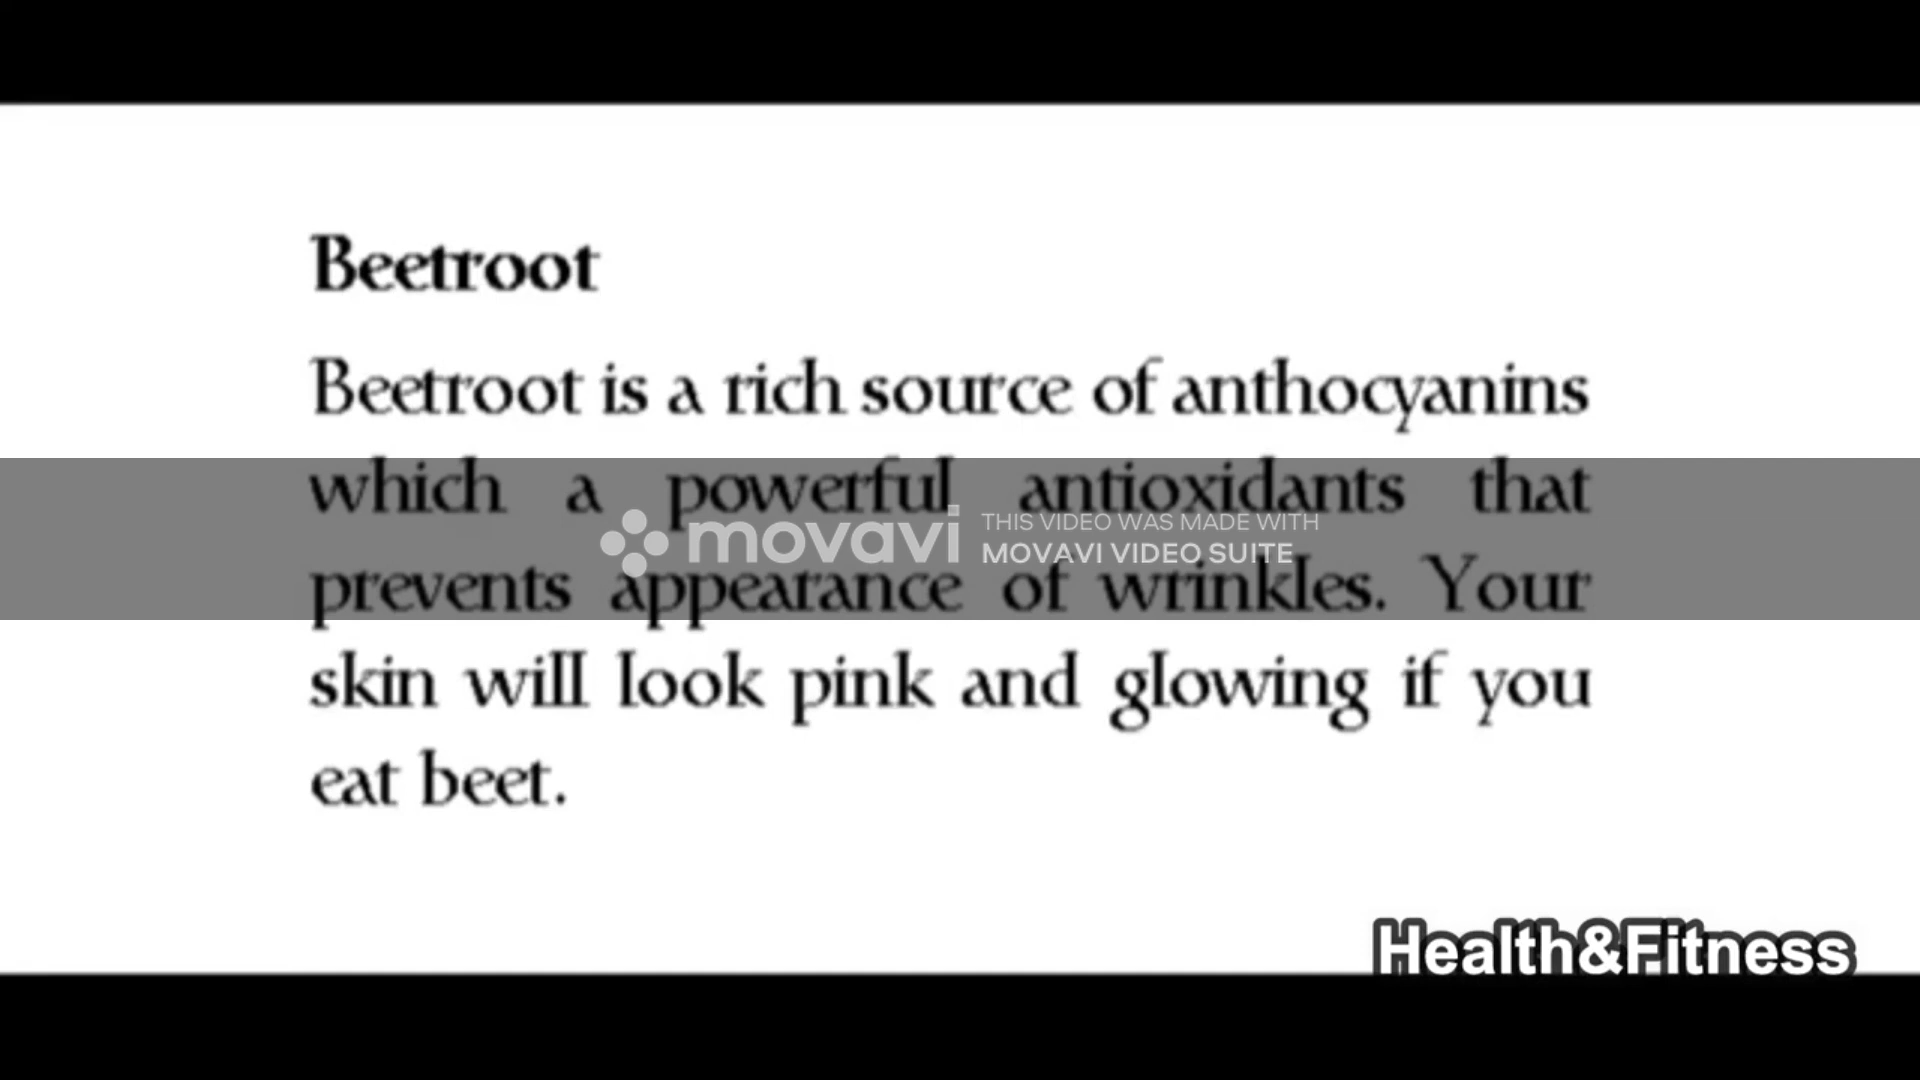 Beetroot
Beetroot is a rich source of anthocyanins
which a powerful antioxidants that
movavi THIS VIDEO WAS MADE WITH
MOVAVI VIDEO SUITE
prevents appearance of wrinkles. Your
skin will look pink and glowing if you
eat beet.
Health&Fitness